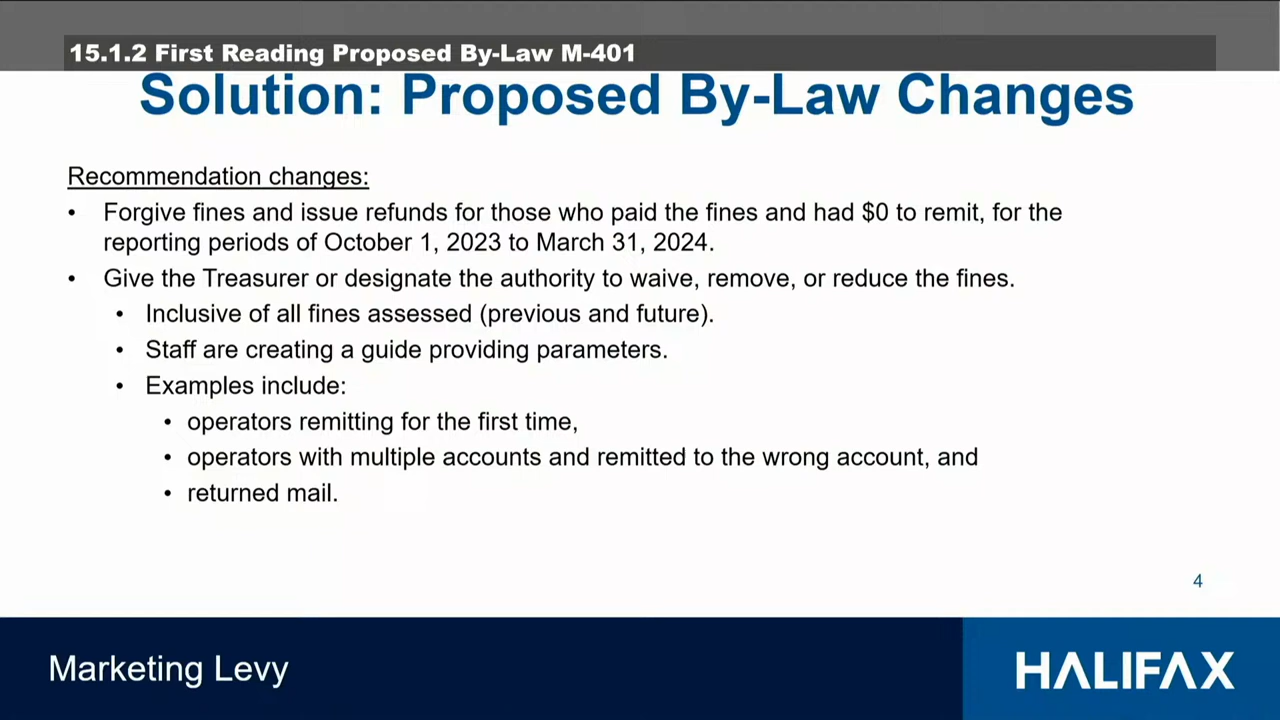 15.1.2 First Reading Proposed By-Law M-401
Solution: Proposed By-Law Changes
Recommendation changes:
• Forgive fines and issue refunds for those who paid the fines and had $0 to remit, for the
reporting periods of October 1, 2023 to March 31, 2024.
• Give the Treasurer or designate the authority to waive, remove, or reduce the fines.
• Inclusive of all fines assessed (previous and future).
• Staff are creating a guide providing parameters.
• Examples include:
• operators remitting for the first time,
• operators with multiple accounts and remitted to the wrong account, and
• returned mail.
4
Marketing Levy
HALIFAX